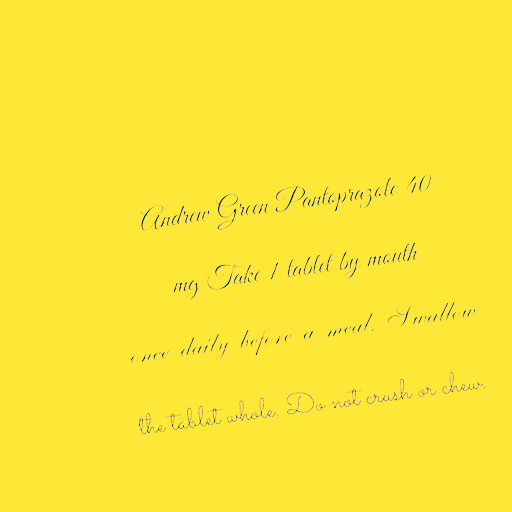 Andrew Green Pantoprazole 40
mg Take 1 tablet by mouth
once daily before a meal. Swallow
the tablet whole. Do not crush or chew.